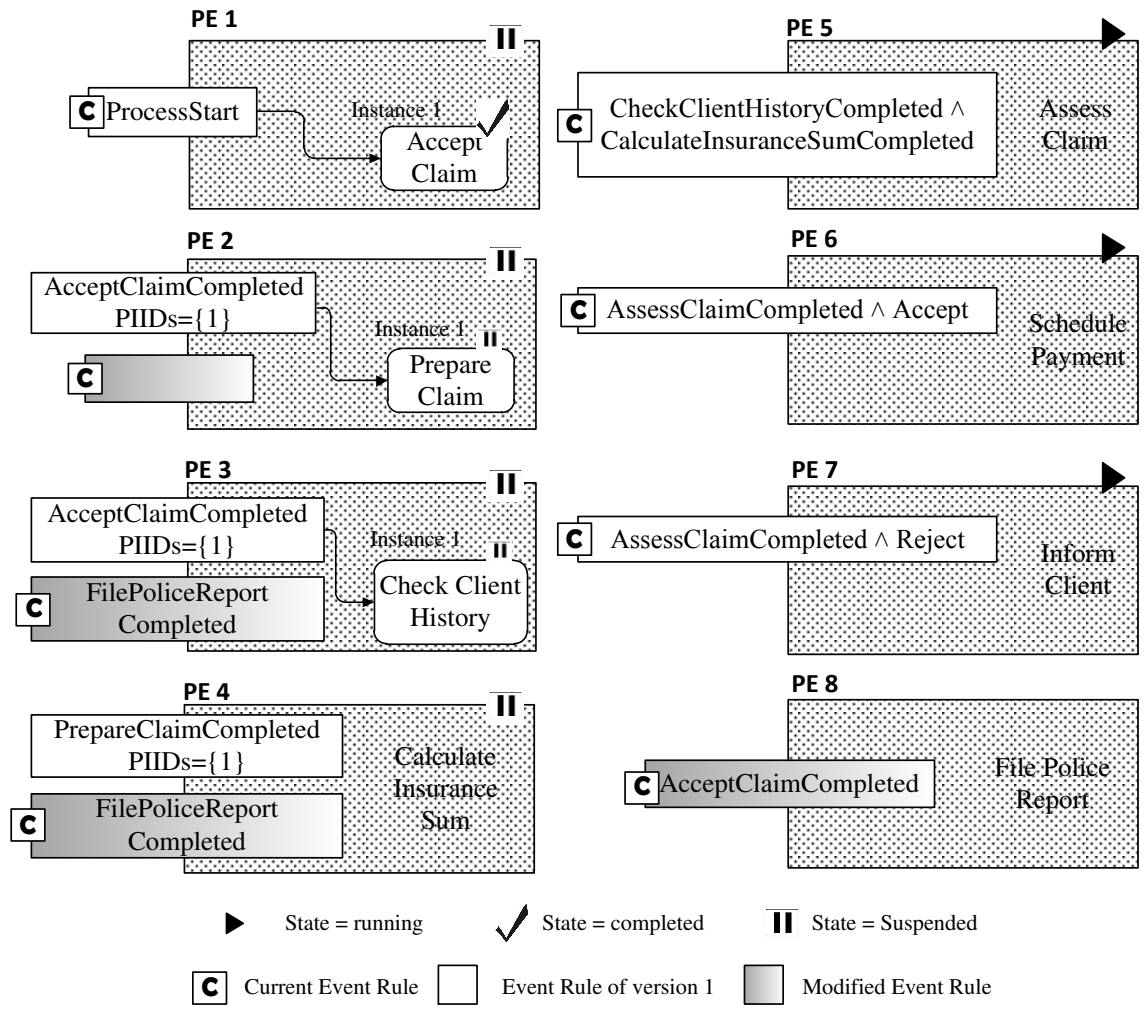 PE 1
C
ProcessStart
Instance 1
Accept
Claim
PE 2
AcceptClaimCompleted
PIIDs={1}
C
Instance 1
Prepare
Claim
PE 3
AcceptClaimCompleted
PIIDs={1}
C
FilePoliceReport
Completed
Instance 1
Check Client
History
PE 4
PrepareClaimCompleted
PIIDs={1}
C
FilePoliceReport
Completed
Calculate
Insurance
Sum
PE 5
C
CheckClientHistoryCompleted ∧
CalculateInsuranceSumCompleted
Assess
Claim
PE 6
C
AssessClaimCompleted ∧ Accept
Schedule
Payment
PE 7
C
AssessClaimCompleted ∧ Reject
Inform
Client
PE 8
C
AcceptClaimCompleted
File Police
Report
State = running
State = completed
State = Suspended
C
Current Event Rule
Event Rule of version 1
Modified Event Rule